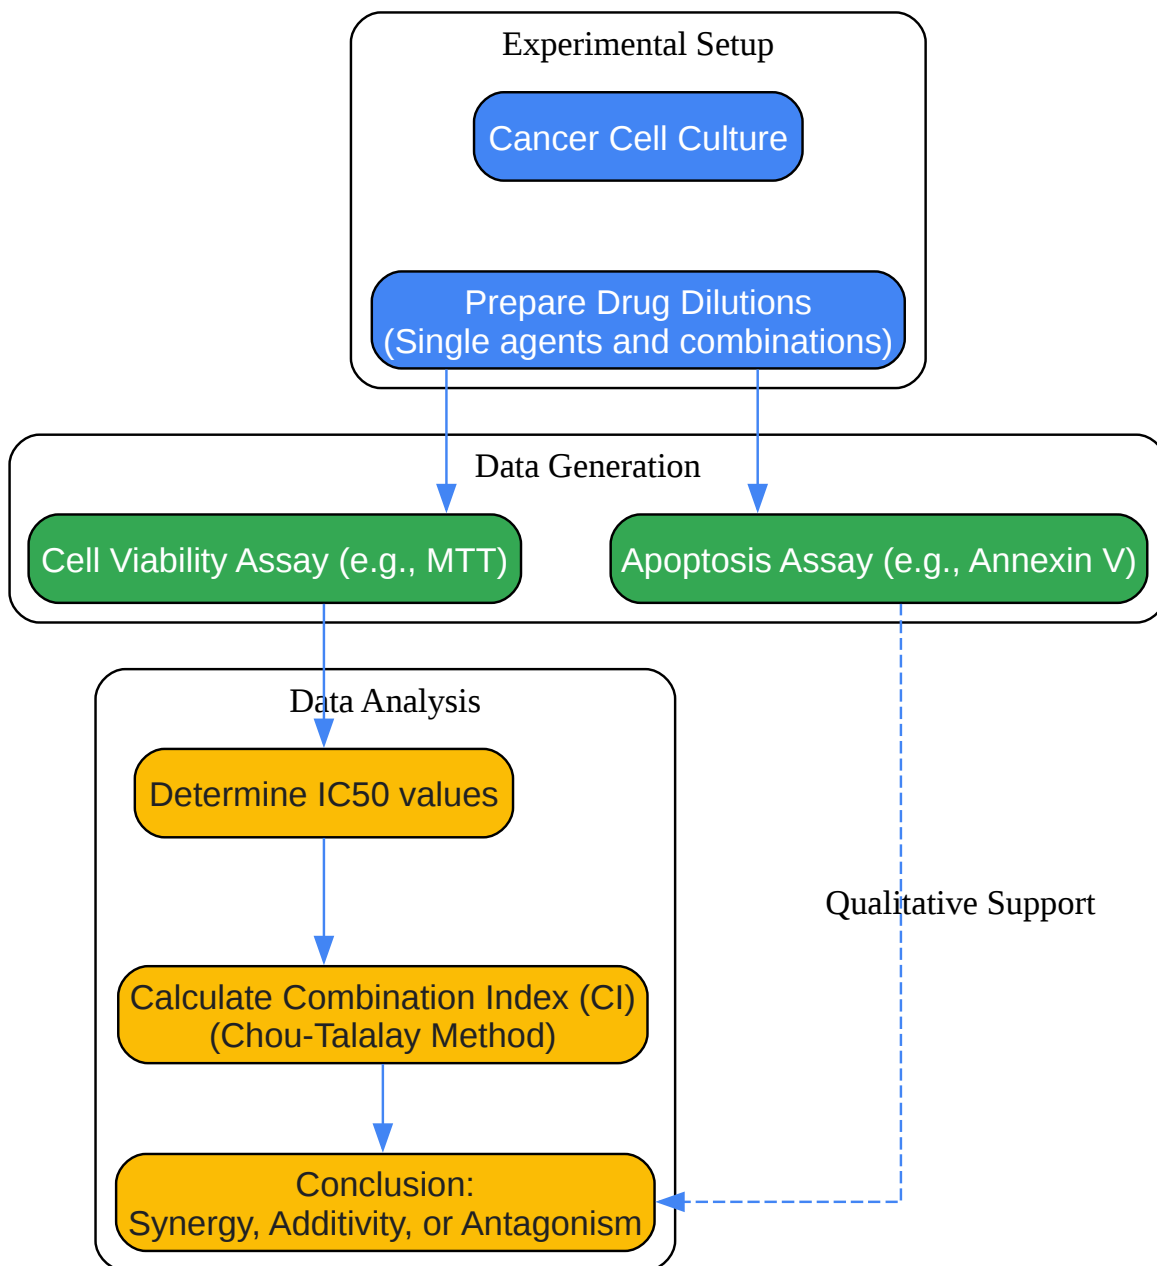 Experimental Setup
Cancer Cell Culture
Prepare Drug Dilutions
(Single agents and combinations)
Data Generation
Cell Viability Assay (e.g., MTT)
Apoptosis Assay (e.g., Annexin V)
Data Analysis
Determine IC50 values
Qualitative Support
Calculate Combination Index (CI)
(Chou-Talalay Method)
Conclusion:
Synergy, Additivity, or Antagonism